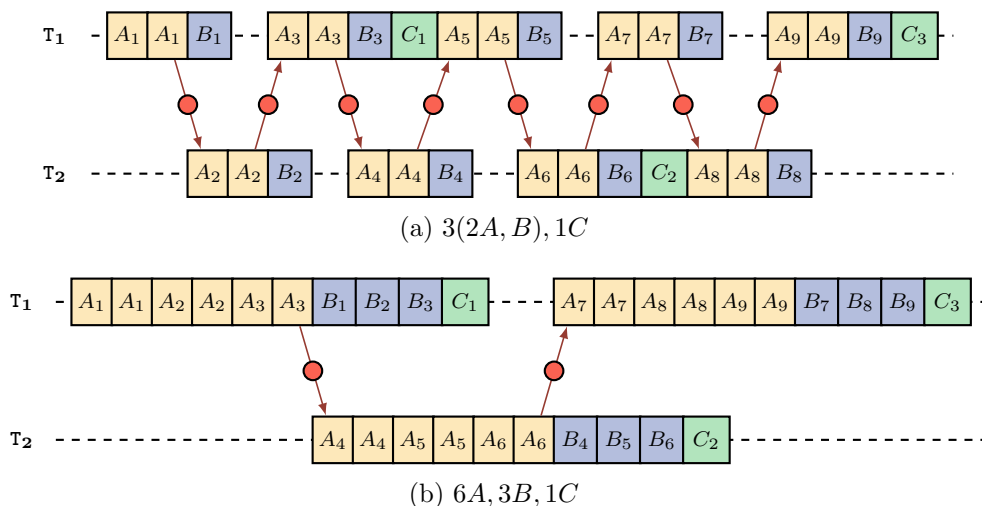 T₁ A₁ A₁ B₁ A₃ A₃ B₃ C₁ A₅ A₅ B₅ A₇ A₇ B₇ A₉ A₉ B₉ C₃
T₂ A₂ A₂ B₂ A₄ A₄ B₄ A₆ A₆ B₆ C₂ A₈ A₈ B₈
(a) 3(2A, B), 1C
T₁ A₁ A₁ A₂ A₂ A₃ A₃ B₁ B₂ B₃ C₁ A₇ A₇ A₈ A₈ A₉ A₉ B₇ B₈ B₉ C₃
T₂ A₄ A₄ A₅ A₅ A₆ A₆ B₄ B₅ B₆ C₂
(b) 6A, 3B, 1C